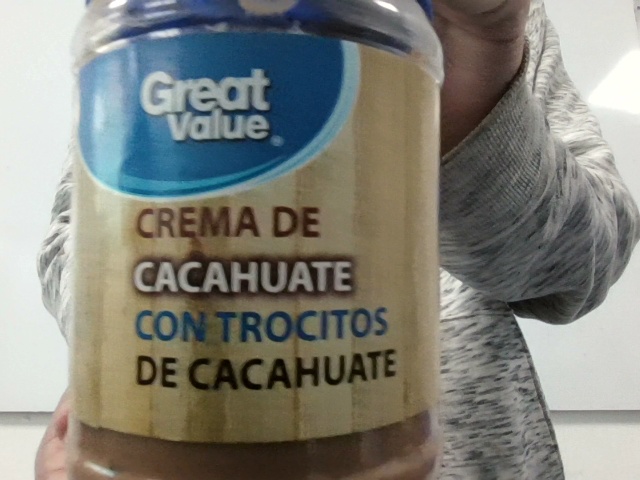 Great
Value®
CREMA DE
CACAHUATE
CON TROCITOS
DE CACAHUATE